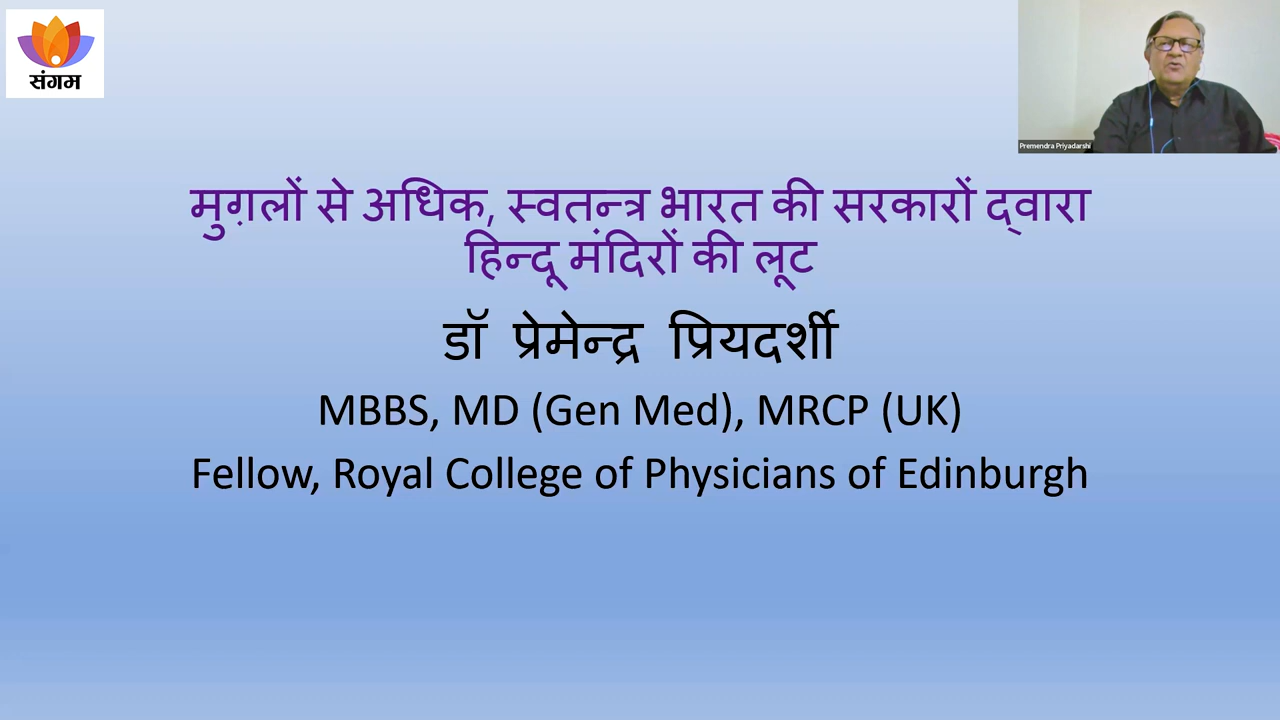 संगम
Premendra Priyadarshi
मुग़लों से अधिक, स्वतन्त्र भारत की सरकारों द्वारा
हिन्दू मंदिरों की लूट
डॉ प्रेमेन्द्र प्रियदर्शी
MBBS, MD (Gen Med), MRCP (UK)
Fellow, Royal College of Physicians of Edinburgh